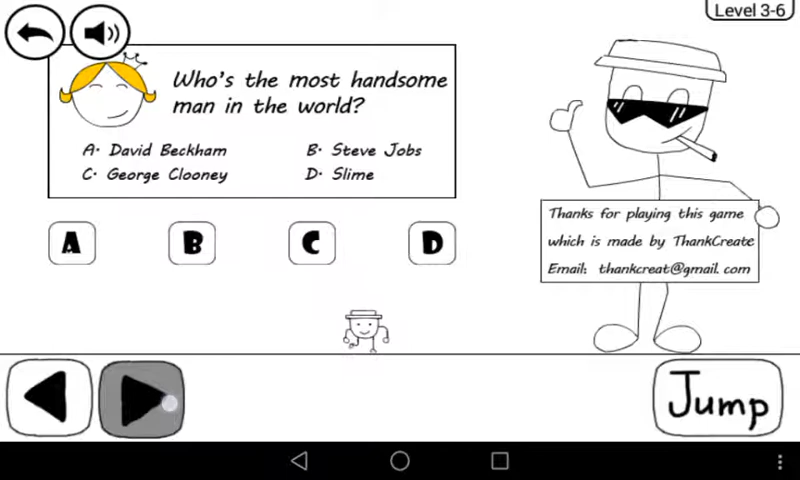 Level 3-6
Who's the most handsome
man in the world?
A. David Beckham
B. Steve Jobs
C. George Clooney
D. Slime
A
B
C
D
Thanks for playing this game
which is made by ThankCreate
Email: thankcreat@gmail.com
Jump